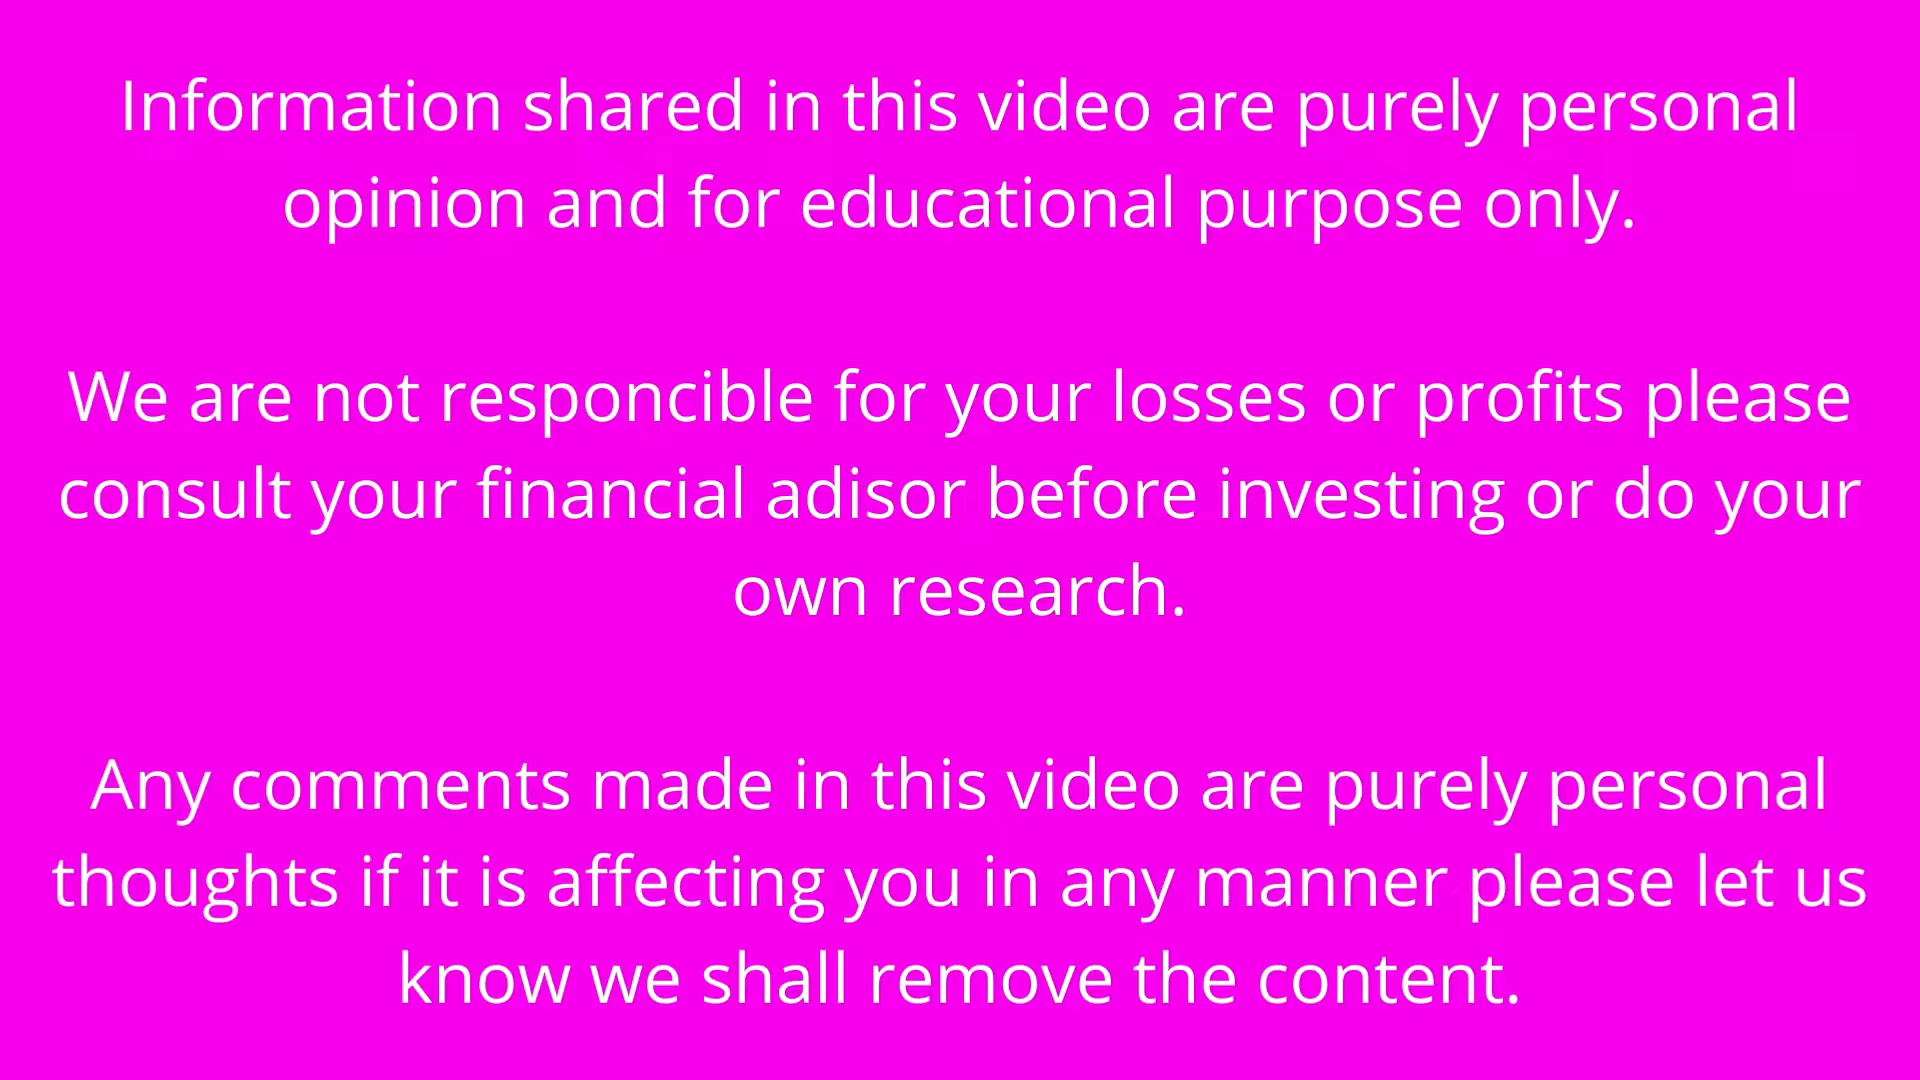 Information shared in this video are purely personal
opinion and for educational purpose only.
We are not responcible for your losses or profits please
consult your financial adisor before investing or do your
own research.
Any comments made in this video are purely personal
thoughts if it is affecting you in any manner please let us
know we shall remove the content.